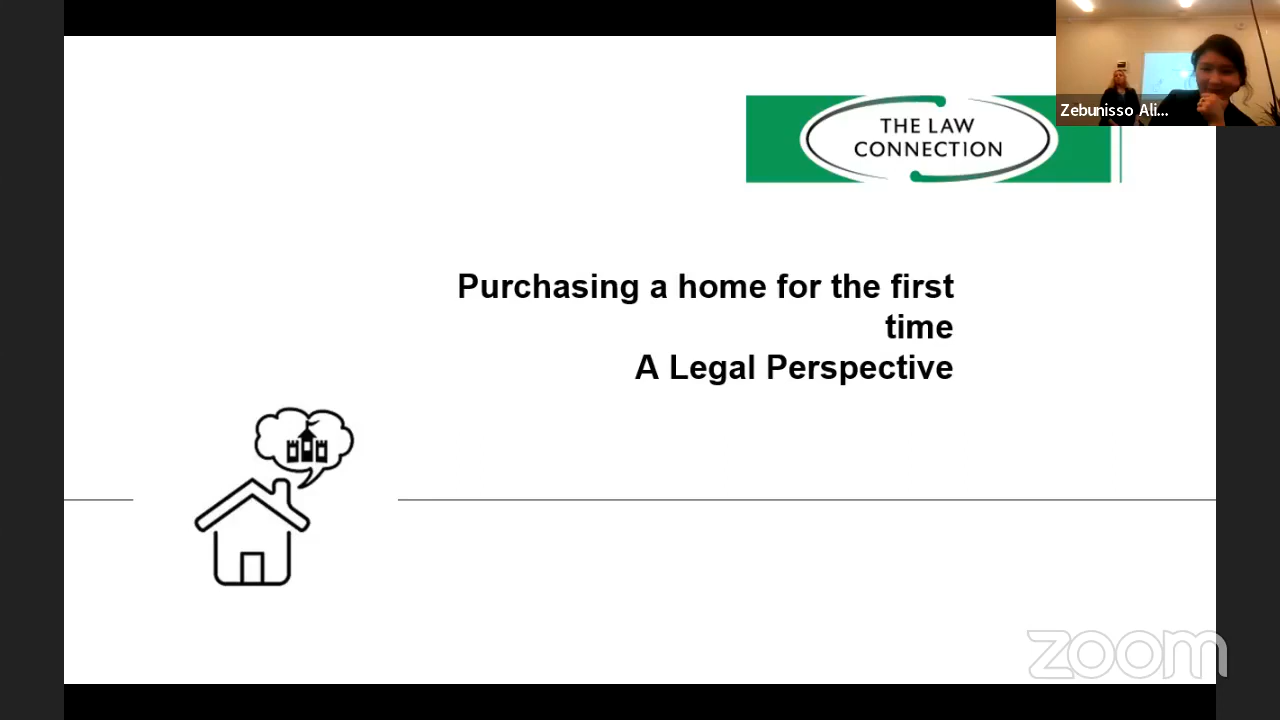 THE LAW
CONNECTION
Zebunisso Ali...
Purchasing a home for the first
time
A Legal Perspective
zoom